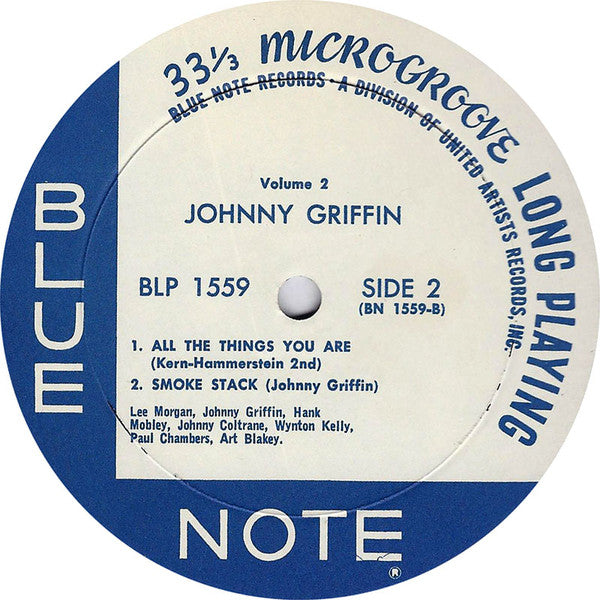 33⅓ MICROGROOVE LONG PLAYING
BLUE NOTE RECORDS · A DIVISION OF UNITED ARTISTS RECORDS, INC.
Volume 2
JOHNNY GRIFFIN
BLP 1559
SIDE 2
(BN 1559-B)
1. ALL THE THINGS YOU ARE
(Kern-Hammerstein 2nd)
2. SMOKE STACK (Johnny Griffin)
Lee Morgan, Johnny Griffin, Hank
Mobley, Johnny Coltrane, Wynton Kelly,
Paul Chambers, Art Blakey.
BLUE
NOTE
®